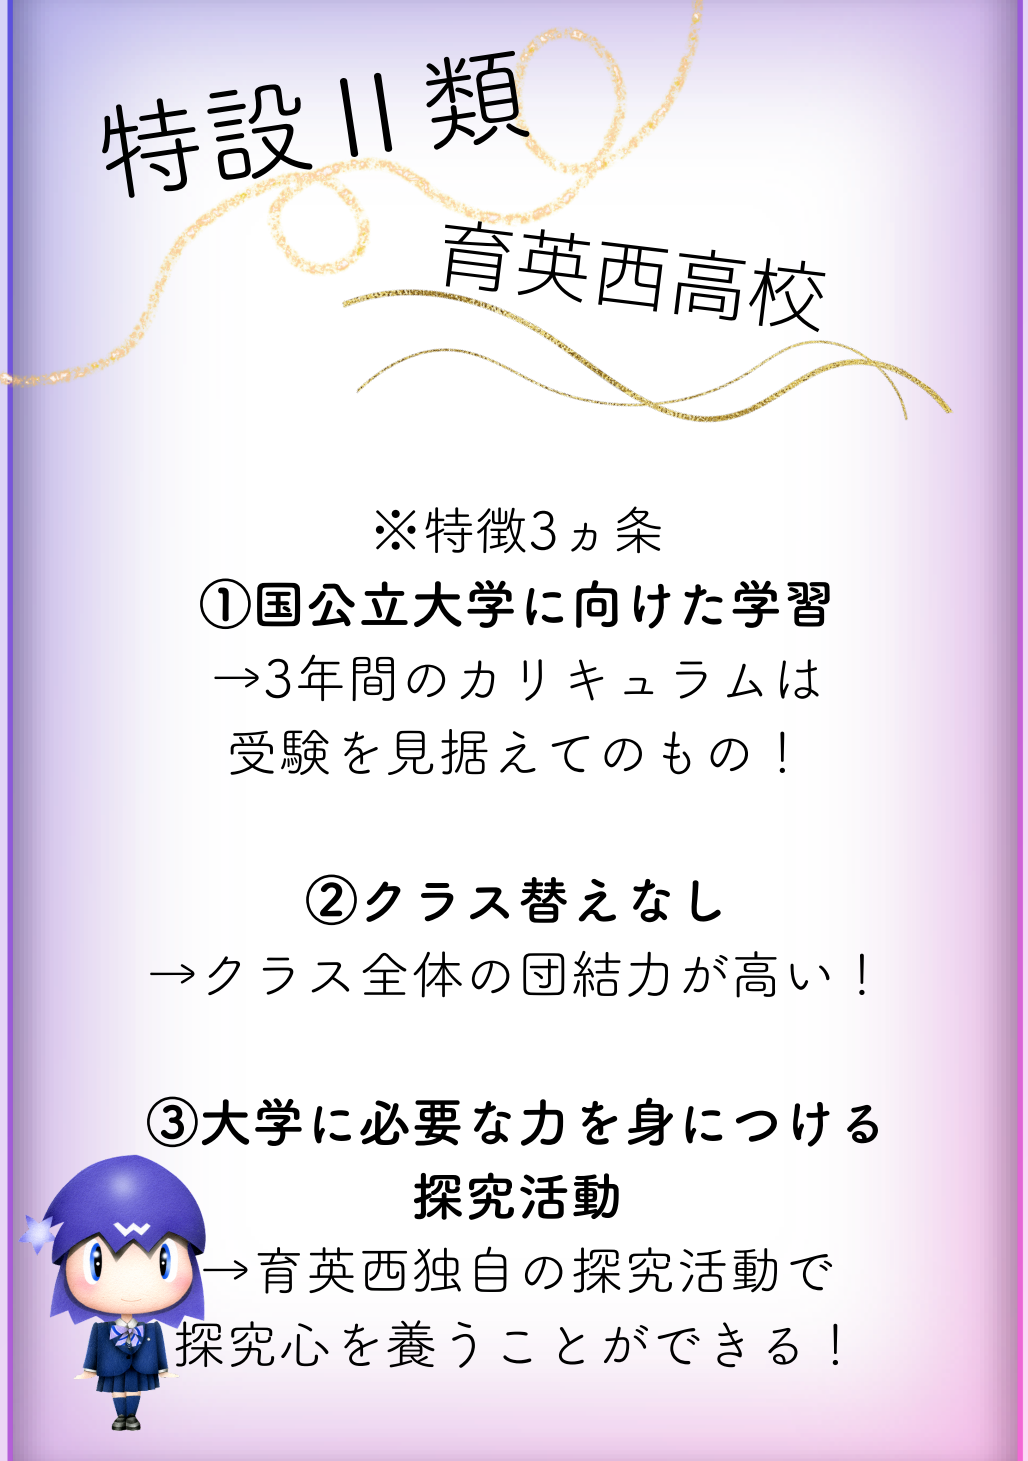 特設Ⅱ類
育英西高校
※特徴3ヵ条
①国公立大学に向けた学習
→3年間のカリキュラムは
受験を見据えてのもの！
②クラス替えなし
→クラス全体の団結力が高い！
③大学に必要な力を身につける
探究活動
→育英西独自の探究活動で
探究心を養うことができる！